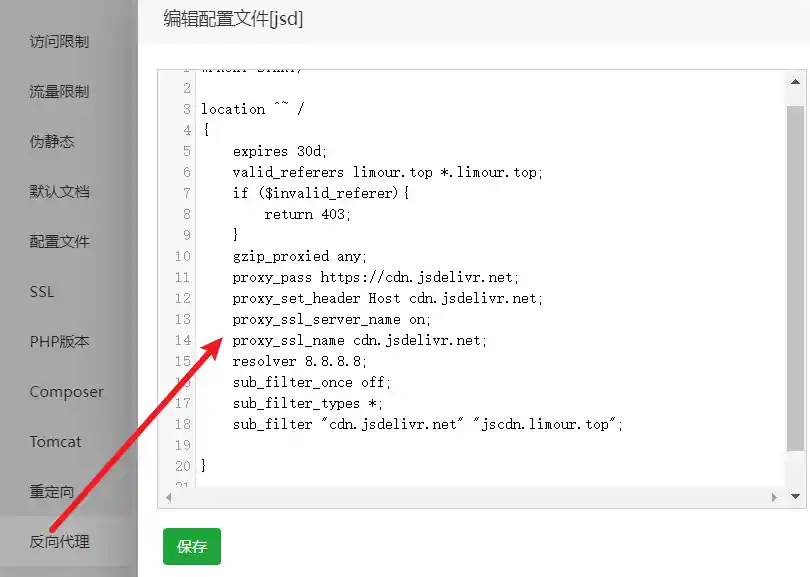 编辑配置文件[jsd]
访问限制
流量限制
伪静态
默认文档
配置文件
SSL
PHP版本
Composer
Tomcat
重定向
反向代理
1
2
3 location ^~ /
4 {
5 expires 30d;
6 valid_referers limour.top *.limour.top;
7 if ($invalid_referer){
8 return 403;
9 }
10 gzip_proxied any;
11 proxy_pass https://cdn.jsdelivr.net;
12 proxy_set_header Host cdn.jsdelivr.net;
13 proxy_ssl_server_name on;
14 proxy_ssl_name cdn.jsdelivr.net;
15 resolver 8.8.8.8;
16 sub_filter_once off;
17 sub_filter_types *;
18 sub_filter "cdn.jsdelivr.net" "jscdn.limour.top";
19
20 }
21
保存